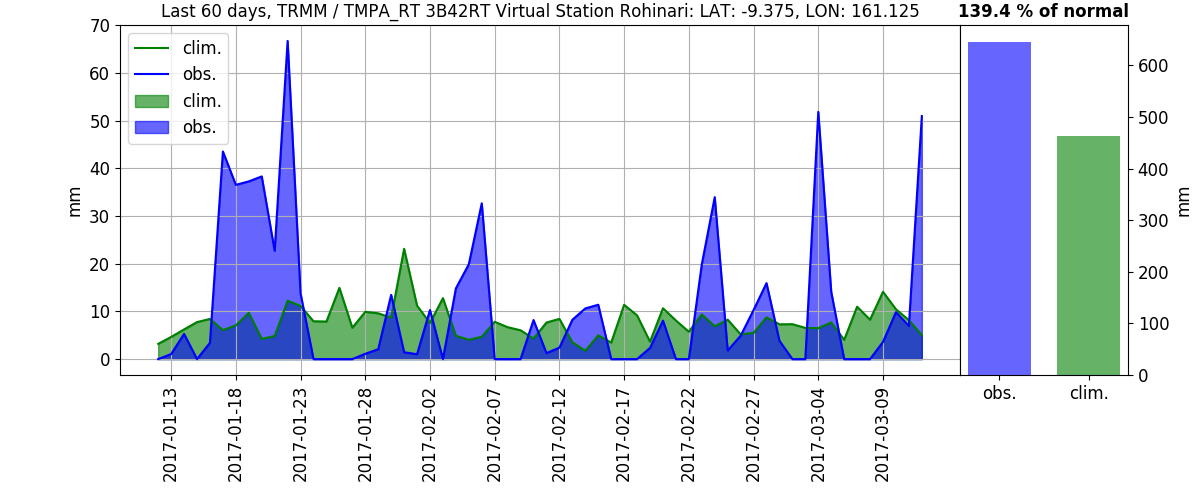 Last 60 days, TRMM / TMPA_RT 3B42RT Virtual Station Rohinari: LAT: -9.375, LON: 161.125
139.4 % of normal
clim.
obs.
clim.
obs.
70
60
50
40
30
20
10
0
mm
2017-01-13
2017-01-18
2017-01-23
2017-01-28
2017-02-02
2017-02-07
2017-02-12
2017-02-17
2017-02-22
2017-02-27
2017-03-04
2017-03-09
600
500
400
300
200
100
0
mm
obs.
clim.